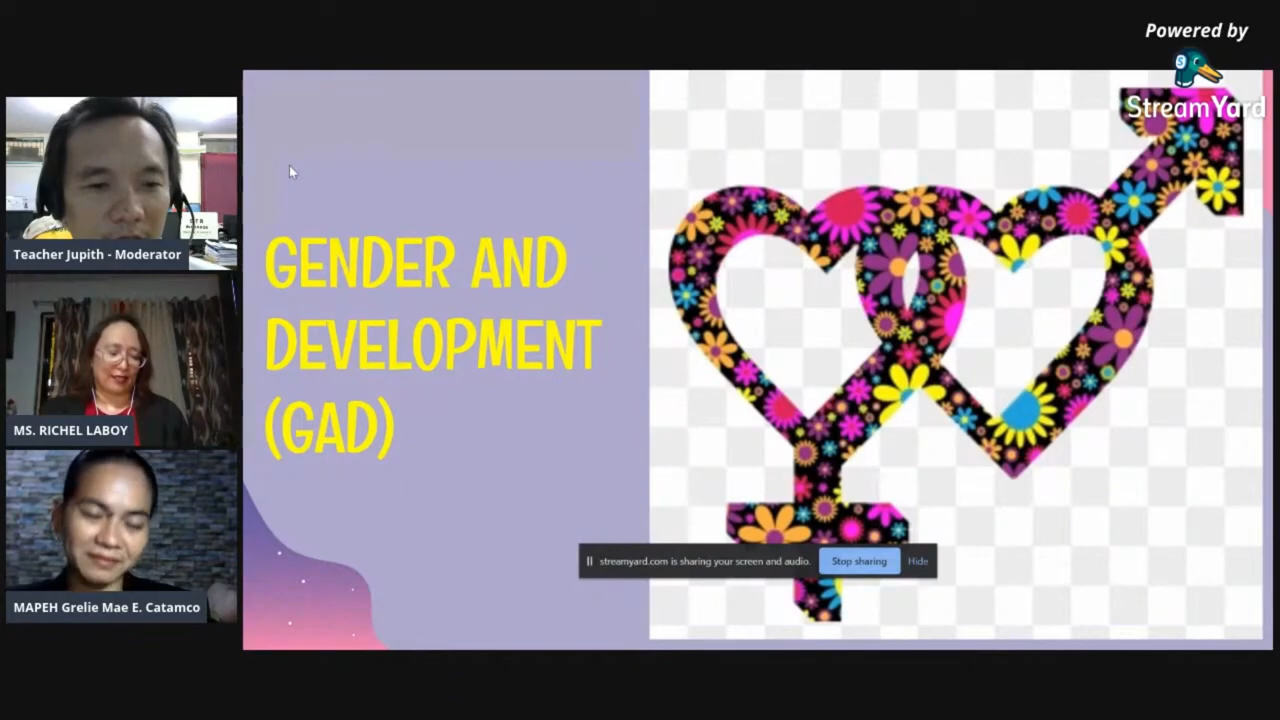 Powered by
StreamYard
Teacher Jupith - Moderator
MS. RICHEL LABOY
MAPEH Grelie Mae E. Catamco
GENDER AND
DEVELOPMENT
(GAD)
streamyard.com is sharing your screen and audio. Stop sharing Hide